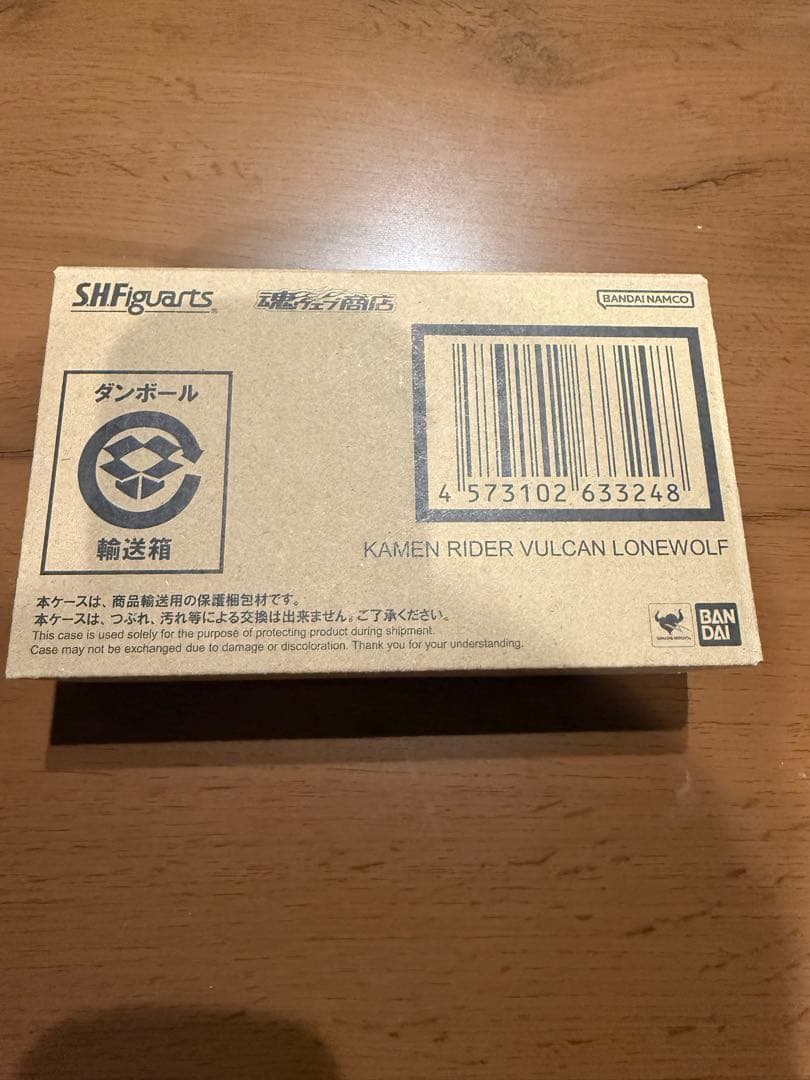 S.H.Figuarts
魂ウェブ商店
BANDAI NAMCO
ダンボール
輸送箱
4 573102 633248
KAMEN RIDER VULCAN LONEWOLF
本ケースは、商品輸送用の保護梱包材です。
本ケースは、つぶれ、汚れ等による交換は出来ません。ご了承ください。
This case is used solely for the purpose of protecting product during shipment.
Case may not be exchanged due to damage or discoloration. Thank you for your understanding.
BAN
DAI